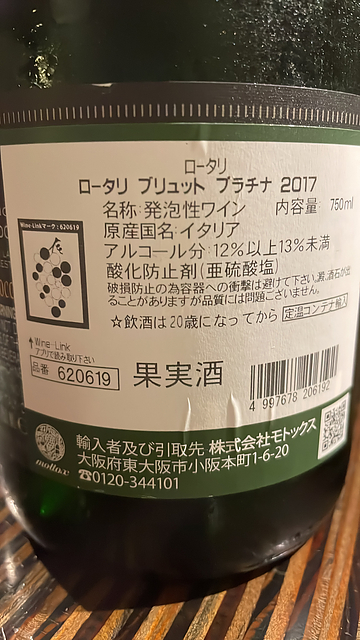 ロータリ
ロータリ ブリュット プラチナ 2017
名称:発泡性ワイン 内容量:750ml
原産国名:イタリア
アルコール分:12%以上13%未満
酸化防止剤(亜硫酸塩)
破損防止の為容器への衝撃は避けて下さい。澱、酒石が出
ることがありますが品質には問題ございません。
☆飲酒は20歳になってから 定温コンテナ輸入
Wine-Linkマーク:620619
↑Wine-Link
アプリで読み取り下さい
品番 620619
果実酒
4 997678 206192
mottox
輸入者及び引取先 株式会社モトックス
大阪府東大阪市小阪本町1-6-20
☎0120-344101